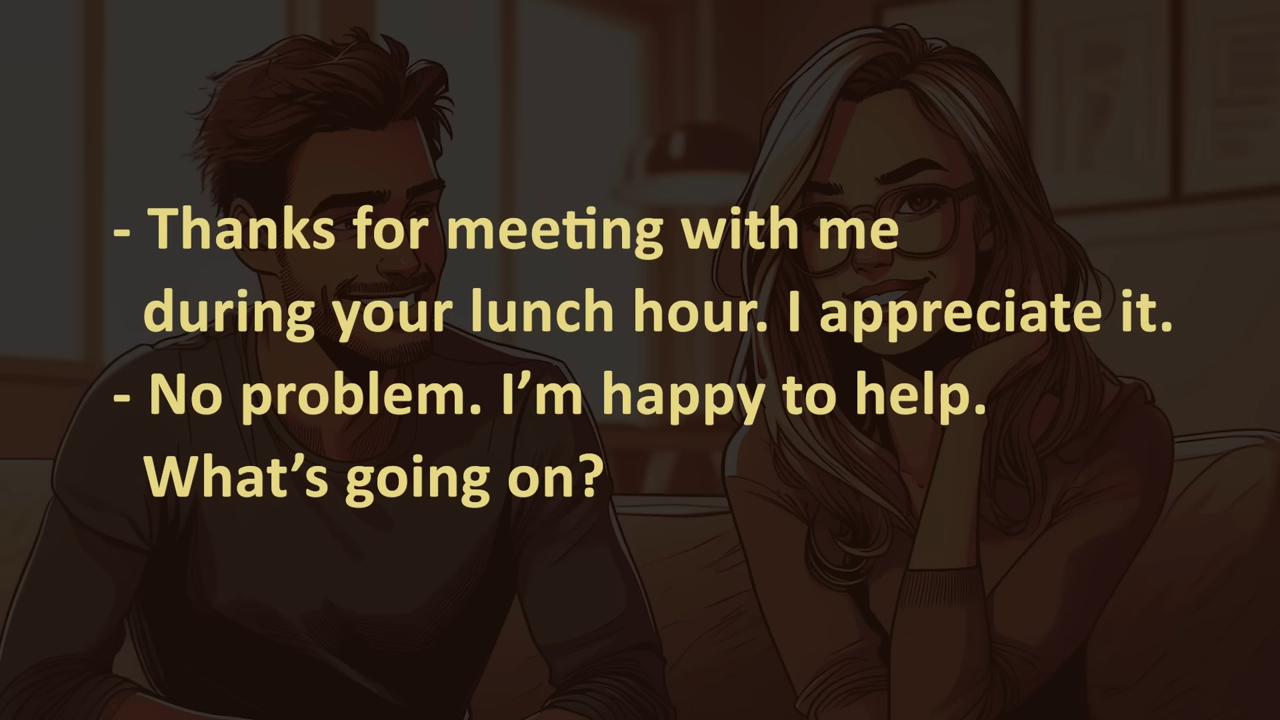 - Thanks for meeting with me
during your lunch hour. I appreciate it.
- No problem. I’m happy to help.
What’s going on?